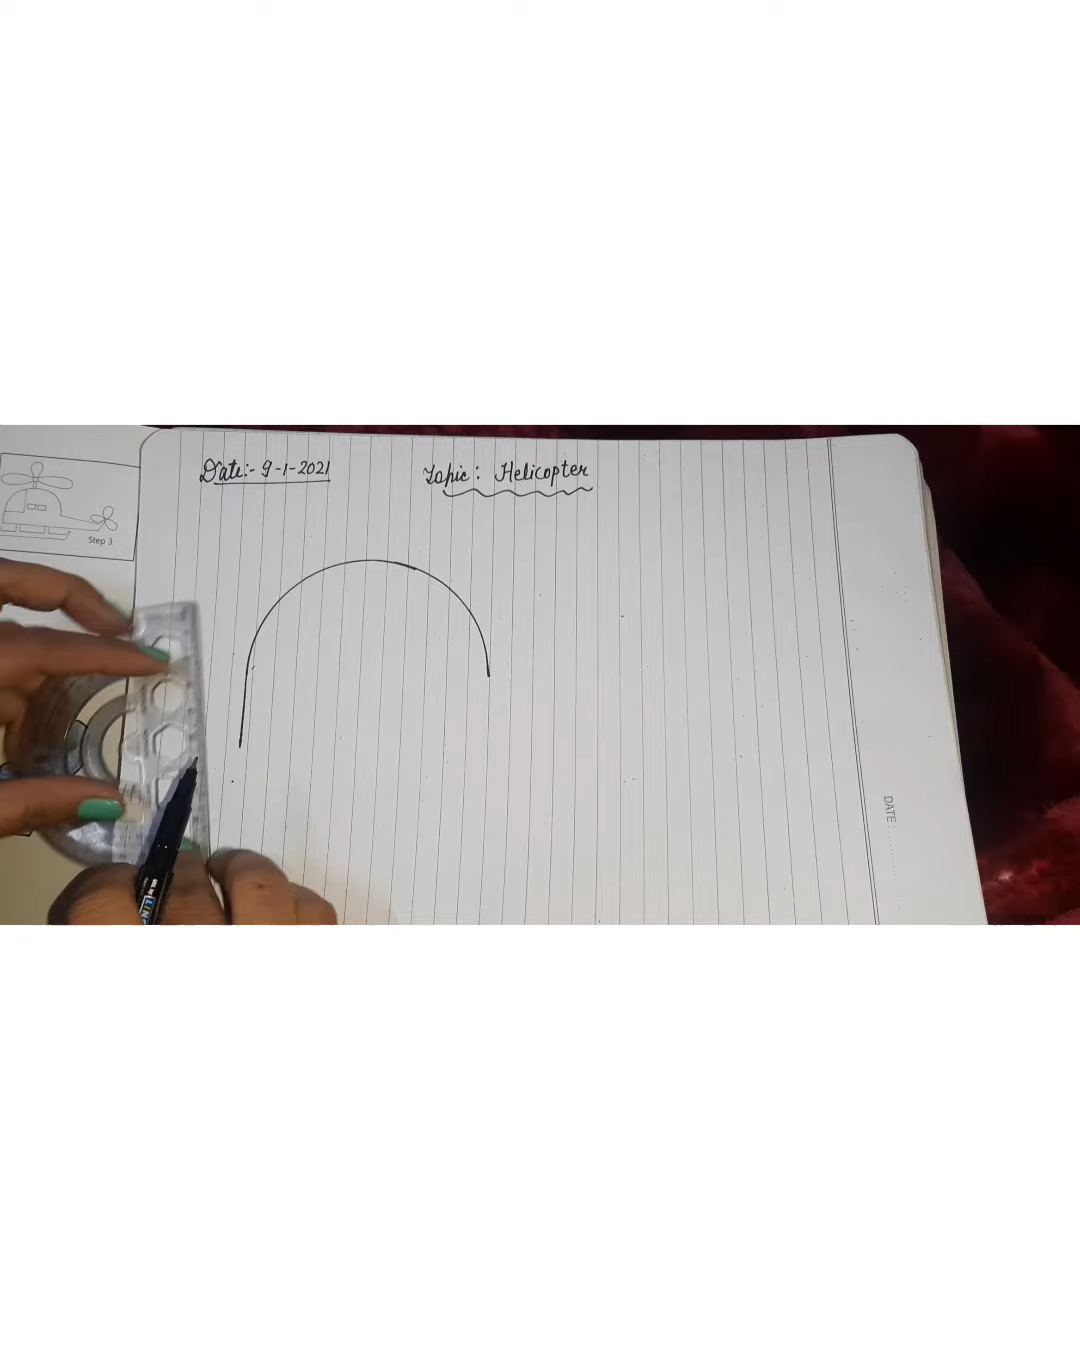 Date:- 9-1-2021
Topic: Helicopter
Step 3
DATE : ............